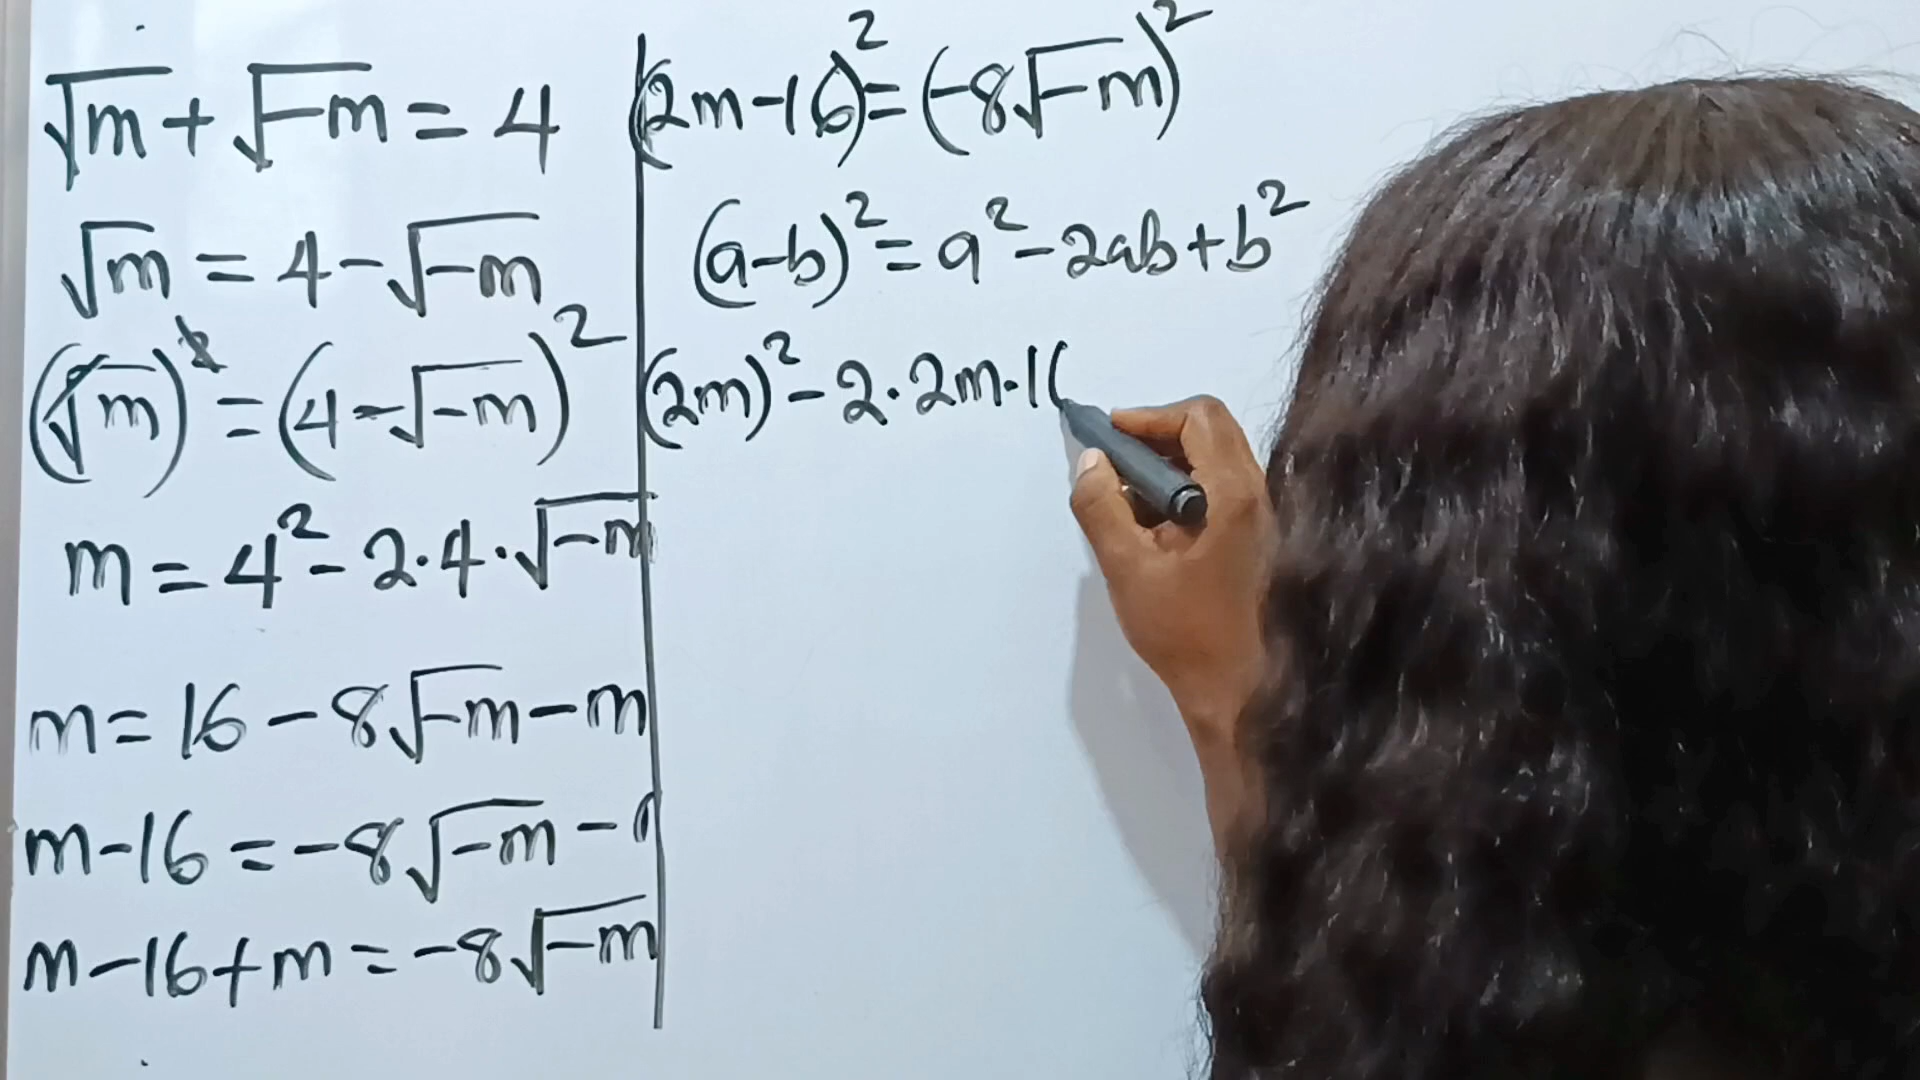 √m + √-m = 4
√m = 4 - √-m
(√m)² = (4 - √-m)²
m = 4² - 2·4·√-m
m = 16 - 8√-m - m
m - 16 = -8√-m -
m - 16 + m = -8√-m
(2m - 16)² = (-8√-m)²
(a - b)² = a² - 2ab + b²
(2m)² - 2·2m·1